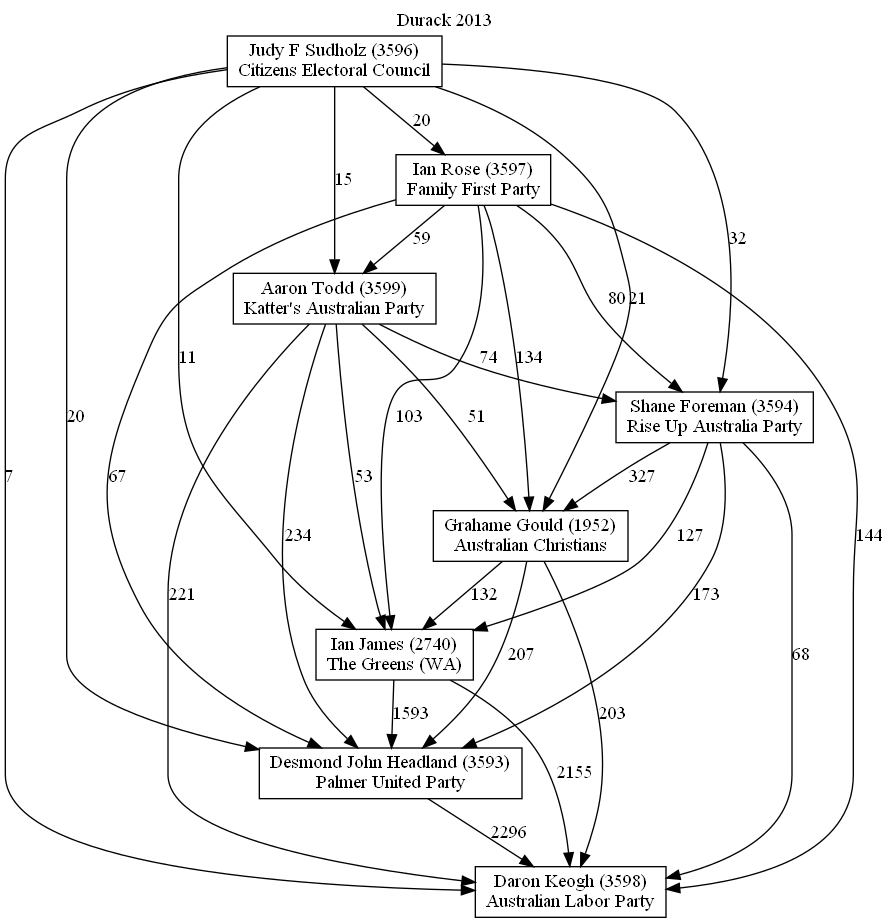 Durack 2013
Judy F Sudholz (3596)
Citizens Electoral Council
20
Ian Rose (3597)
Family First Party
15
59
32
Aaron Todd (3599)
Katter's Australian Party
80
21
11
74
134
Shane Foreman (3594)
Rise Up Australia Party
20
103
51
7
67
53
327
Grahame Gould (1952)
Australian Christians
234
127
144
221
132
173
Ian James (2740)
The Greens (WA)
207
68
1593
203
Desmond John Headland (3593)
Palmer United Party
2155
2296
Daron Keogh (3598)
Australian Labor Party